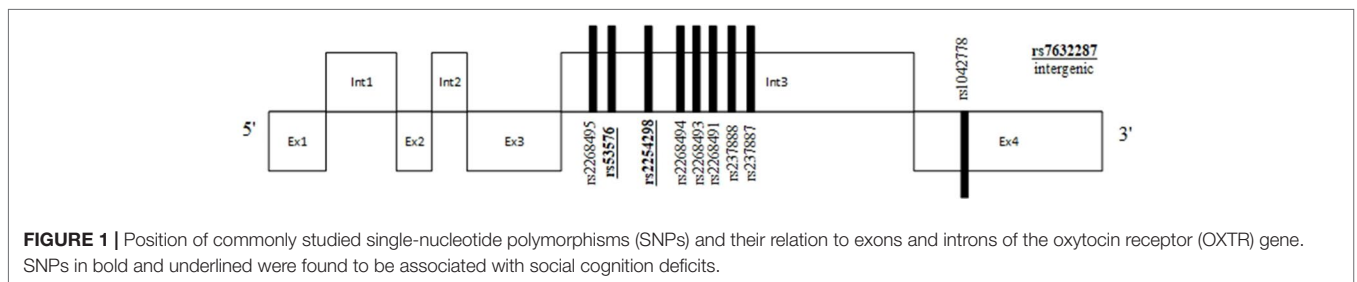 rs7632287
intergenic
rs1042778
Int1
Int2
Int3
5'
3'
Ex1
Ex2
Ex3
Ex4
rs2268495
rs53576
rs2254298
rs2268494
rs2268493
rs2268491
rs237888
rs237887
FIGURE 1 | Position of commonly studied single-nucleotide polymorphisms (SNPs) and their relation to exons and introns of the oxytocin receptor (OXTR) gene.
SNPs in bold and underlined were found to be associated with social cognition deficits.